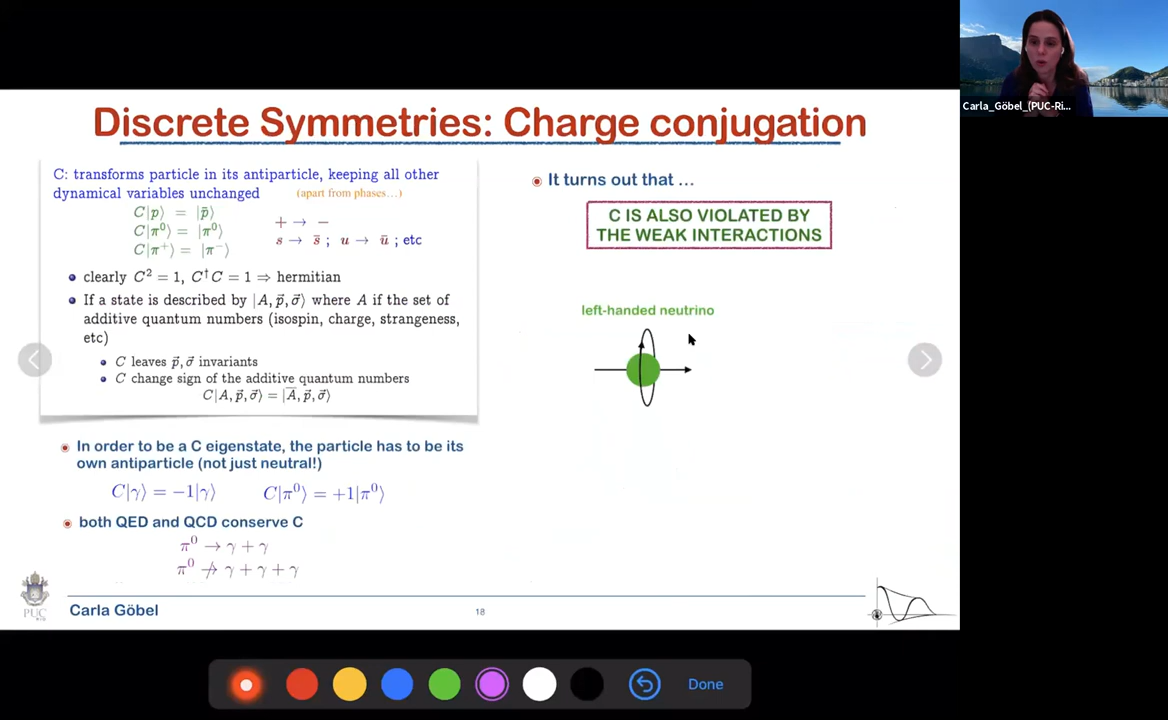 Carla_Göbel_(PUC-Ri...
Discrete Symmetries: Charge conjugation
C: transforms particle in its antiparticle, keeping all other
dynamical variables unchanged (apart from phases...)
C|p⟩ = |p̄⟩
C|π⁰⟩ = |π⁰⟩
C|π⁺⟩ = |π⁻⟩
+ → −
s → s̄ ; u → ū ; etc
clearly C² = 1, C†C = 1 ⇒ hermitian
If a state is described by |A, p⃗, σ⃗⟩ where A if the set of
additive quantum numbers (isospin, charge, strangeness,
etc)
C leaves p⃗, σ⃗ invariants
C change sign of the additive quantum numbers
C|A, p⃗, σ⃗⟩ = |A̅, p⃗, σ⃗⟩
In order to be a C eigenstate, the particle has to be its
own antiparticle (not just neutral!)
C|γ⟩ = −1|γ⟩ C|π⁰⟩ = +1|π⁰⟩
both QED and QCD conserve C
π⁰ → γ + γ
π⁰ ↛ γ + γ + γ
It turns out that ...
C IS ALSO VIOLATED BY
THE WEAK INTERACTIONS
left-handed neutrino
PUC
RIO
Carla Göbel
18
Done